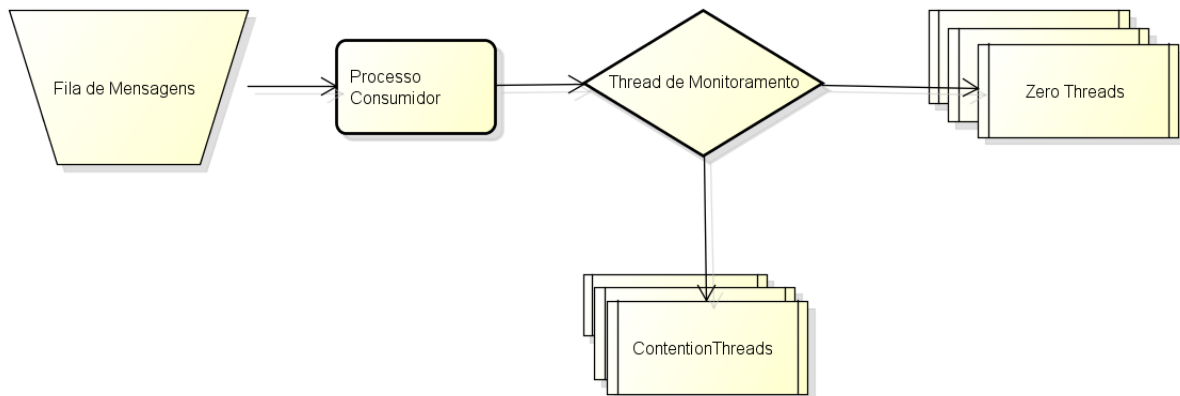 Fila de Mensagens
Processo
Consumidor
Thread de Monitoramento
Zero Threads
ContentionThreads